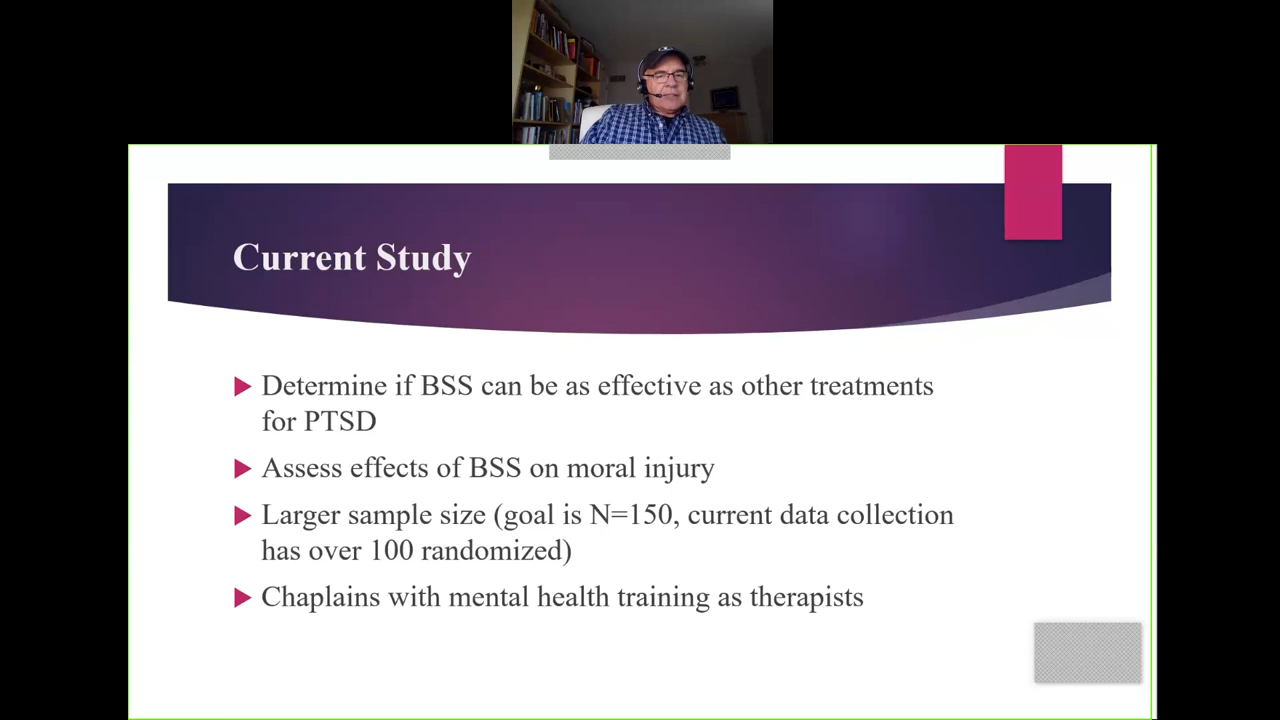 Current Study
Determine if BSS can be as effective as other treatments
for PTSD
Assess effects of BSS on moral injury
Larger sample size (goal is N=150, current data collection
has over 100 randomized)
Chaplains with mental health training as therapists